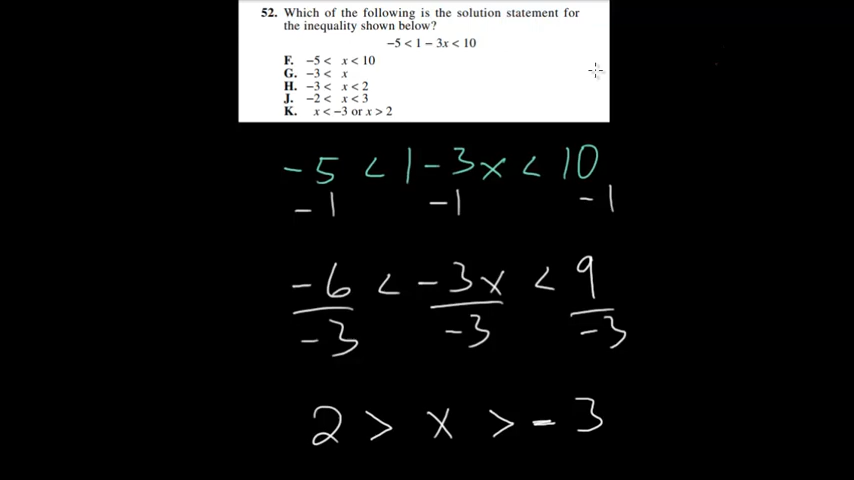 52. Which of the following is the solution statement for
the inequality shown below?
−5 < 1 − 3x < 10
F. −5 < x < 10
G. −3 < x
H. −3 < x < 2
J. −2 < x < 3
K. x < −3 or x > 2
-5 < 1 - 3x < 10
-1 -1 -1
-6 < -3x < 9
-3 -3 -3
2 > x > -3